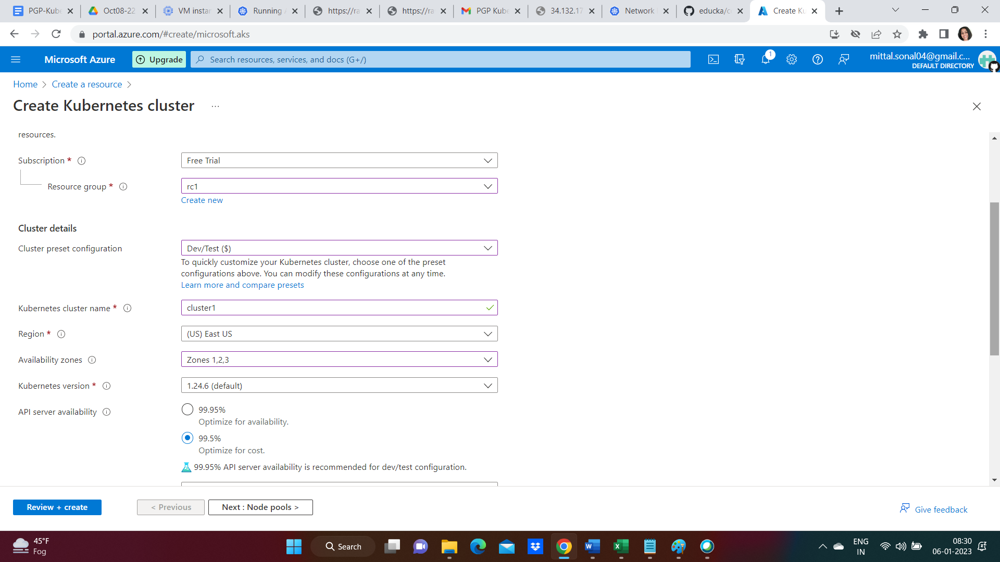 PGP-Kube
Oct08-22
VM instan
Running
https://ra
https://ra
PGP Kube
34.132.17
Network
educka/c
Create Ku
portal.azure.com/#create/microsoft.aks
Microsoft Azure
Upgrade
Search resources, services, and docs (G+/)
1
mittal.sonal04@gmail.c...
DEFAULT DIRECTORY
Home > Create a resource >
Create Kubernetes cluster ...
resources.
Subscription *
Free Trial
Resource group *
rc1
Create new
Cluster details
Cluster preset configuration
Dev/Test ($)
To quickly customize your Kubernetes cluster, choose one of the preset
configurations above. You can modify these configurations at any time.
Learn more and compare presets
Kubernetes cluster name *
cluster1
Region *
(US) East US
Availability zones
Zones 1,2,3
Kubernetes version *
1.24.6 (default)
API server availability
99.95%
Optimize for availability.
99.5%
Optimize for cost.
99.95% API server availability is recommended for dev/test configuration.
Review + create
< Previous
Next : Node pools >
Give feedback
45°F
Fog
Search
ENG
IN
08:30
06-01-2023